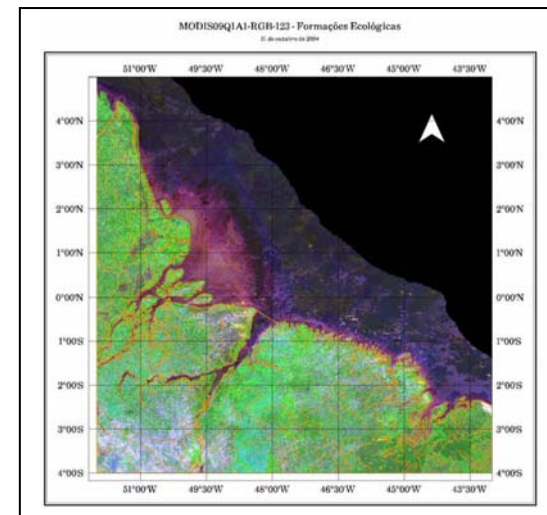 MODIS09Q1A1-RGB-123 - Formações Ecológicas
51°00'W 49°30'W 48°00'W 46°30'W 45°00'W 43°30'W
4°00'N 4°00'N
3°00'N 3°00'N
2°00'N 2°00'N
1°00'N 1°00'N
0°00'N 0°00'N
1°00'S 1°00'S
2°00'S 2°00'S
3°00'S 3°00'S
4°00'S 4°00'S
51°00'W 49°30'W 48°00'W 46°30'W 45°00'W 43°30'W